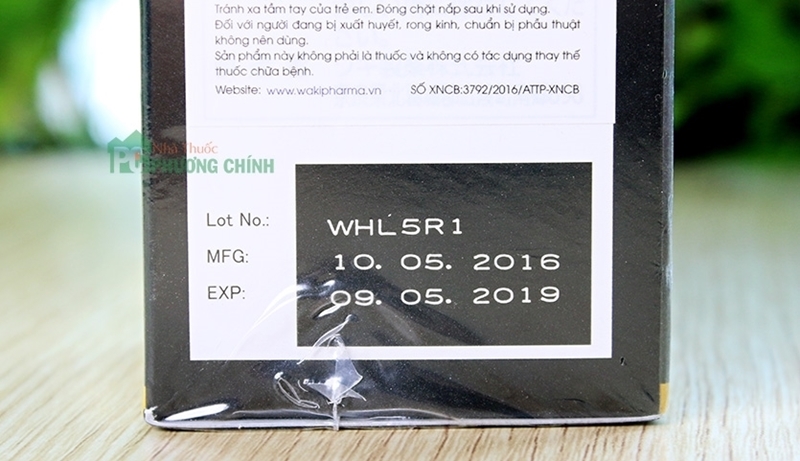 Tránh xa tầm tay của trẻ em. Đóng chặt nắp sau khi sử dụng.
Đối với người đang bị xuất huyết, rong kinh, chuẩn bị phẫu thuật
không nên dùng.
Sản phẩm này không phải là thuốc và không có tác dụng thay thế
thuốc chữa bệnh.
Website: www.wakipharma.vn SỐ XNCB:3792/2016/ATTP-XNCB
Nhà Thuốc
PC PHƯƠNG CHÍNH
Lot No.: WHL5R1
MFG: 10. 05. 2016
EXP: 09. 05. 2019